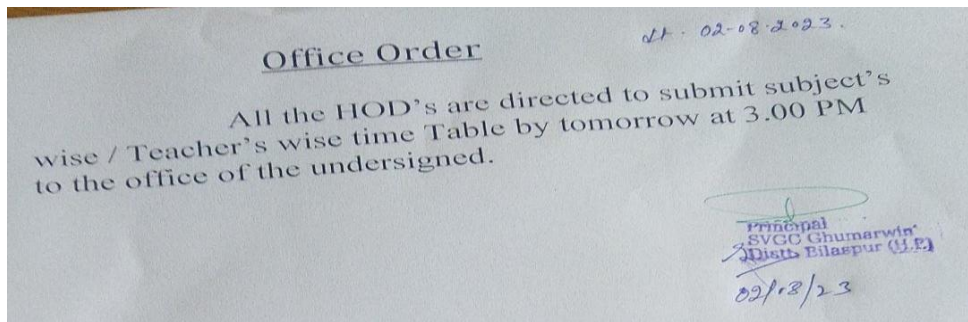 dt. 02-08-2023.
Office Order
All the HOD's are directed to submit subject's
wise / Teacher's wise time Table by tomorrow at 3.00 PM
to the office of the undersigned.
Principal
SVGC Ghumarwin
Distt. Bilaspur (H.P.)
02/08/23